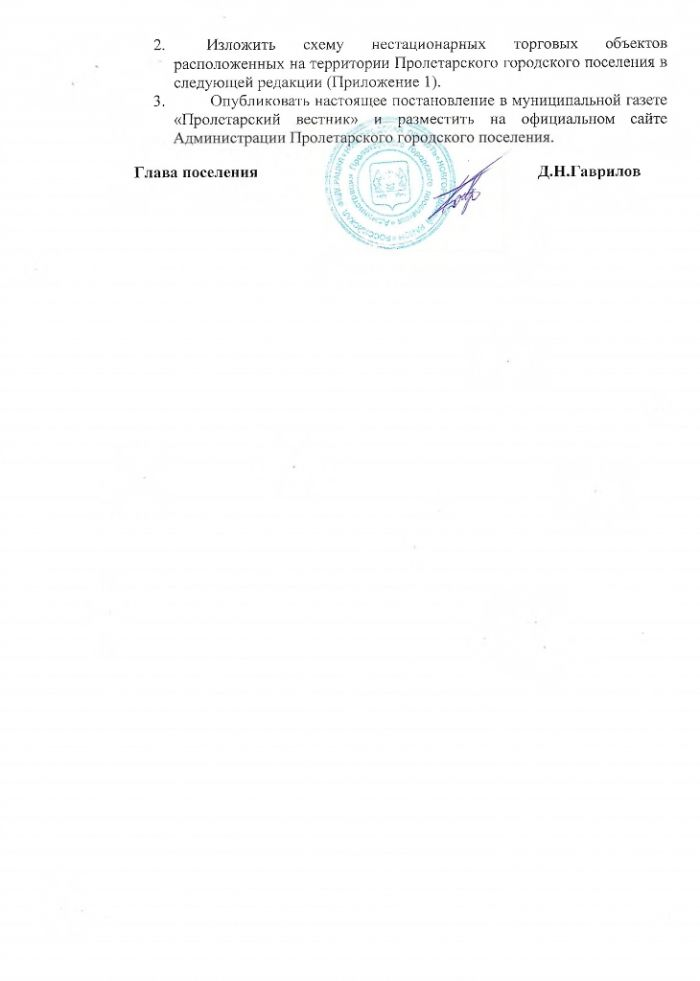 2. Изложить схему нестационарных торговых объектов
расположенных на территории Пролетарского городского поселения в
следующей редакции (Приложение 1).
3. Опубликовать настоящее постановление в муниципальной газете
«Пролетарский вестник» и разместить на официальном сайте
Администрации Пролетарского городского поселения.
Глава поселения Д.Н.Гаврилов